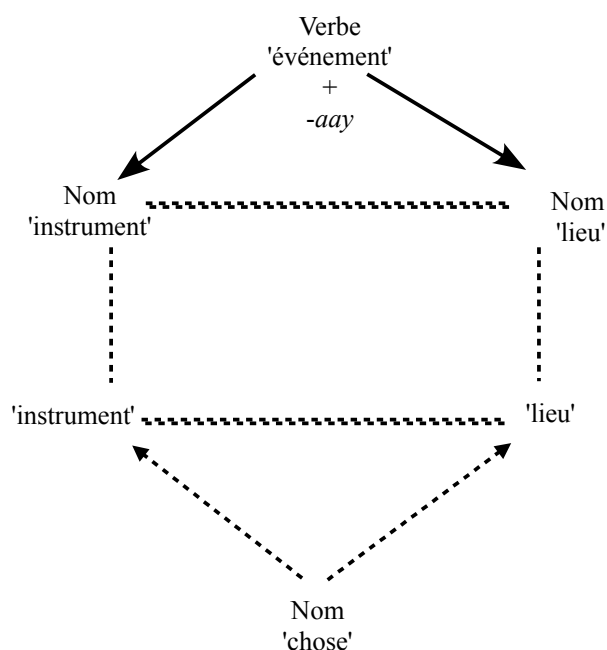 Verbe
'événement'
+
-aay
Nom
'instrument'
Nom
'lieu'
'instrument'
'lieu'
Nom
'chose'